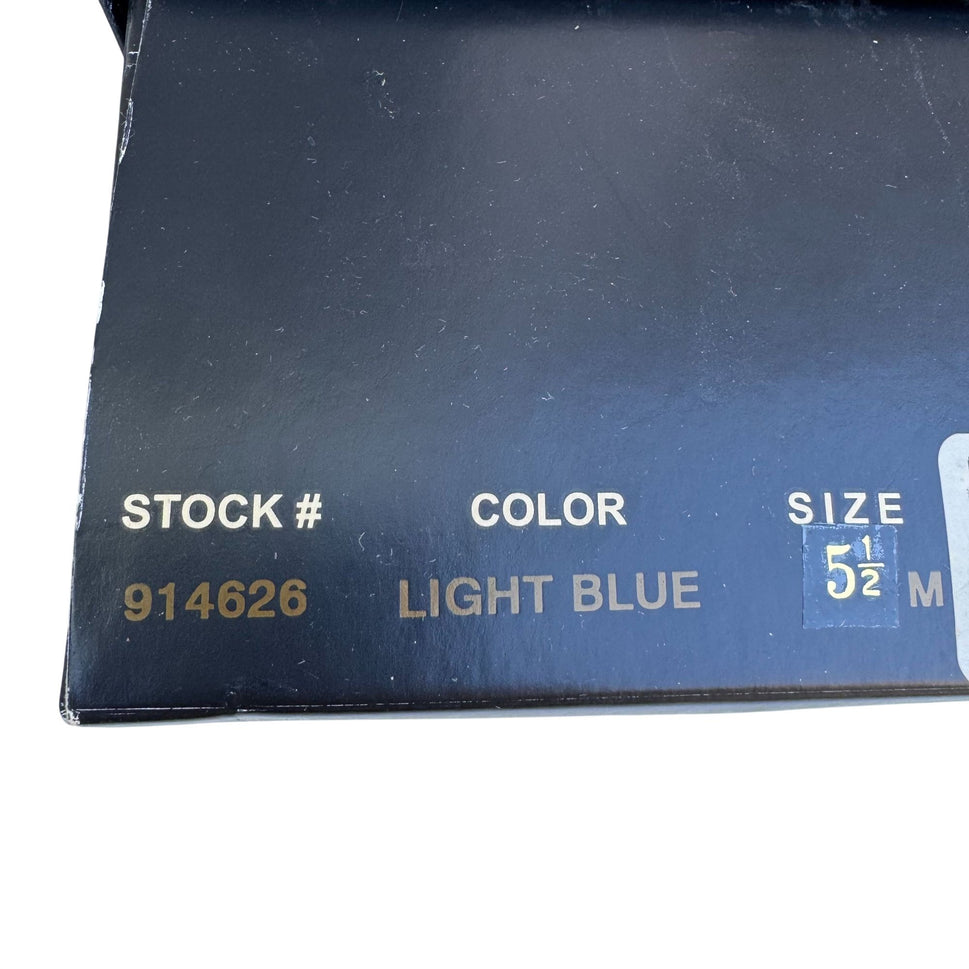 STOCK # COLOR SIZE
914626 LIGHT BLUE 5½ M